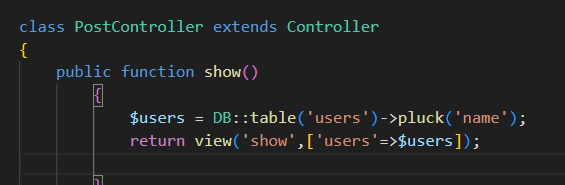 class PostController extends Controller
{
public function show()
{
$users = DB::table('users')->pluck('name');
return view('show',['users'=>$users]);
}